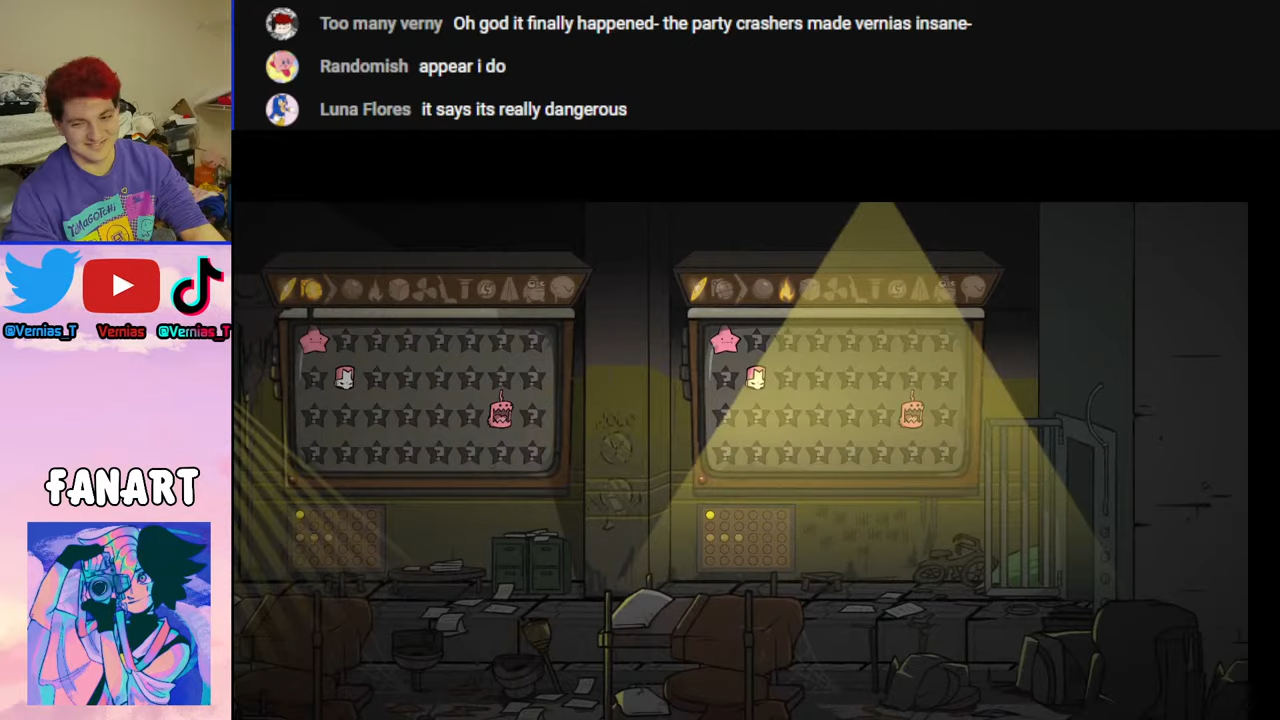 Too many verny Oh god it finally happened- the party crashers made vernias insane-
Randomish appear i do
Luna Flores it says its really dangerous
YaMaGOTCHi
@Vernias_T Vernias @Vernias_T
FANART